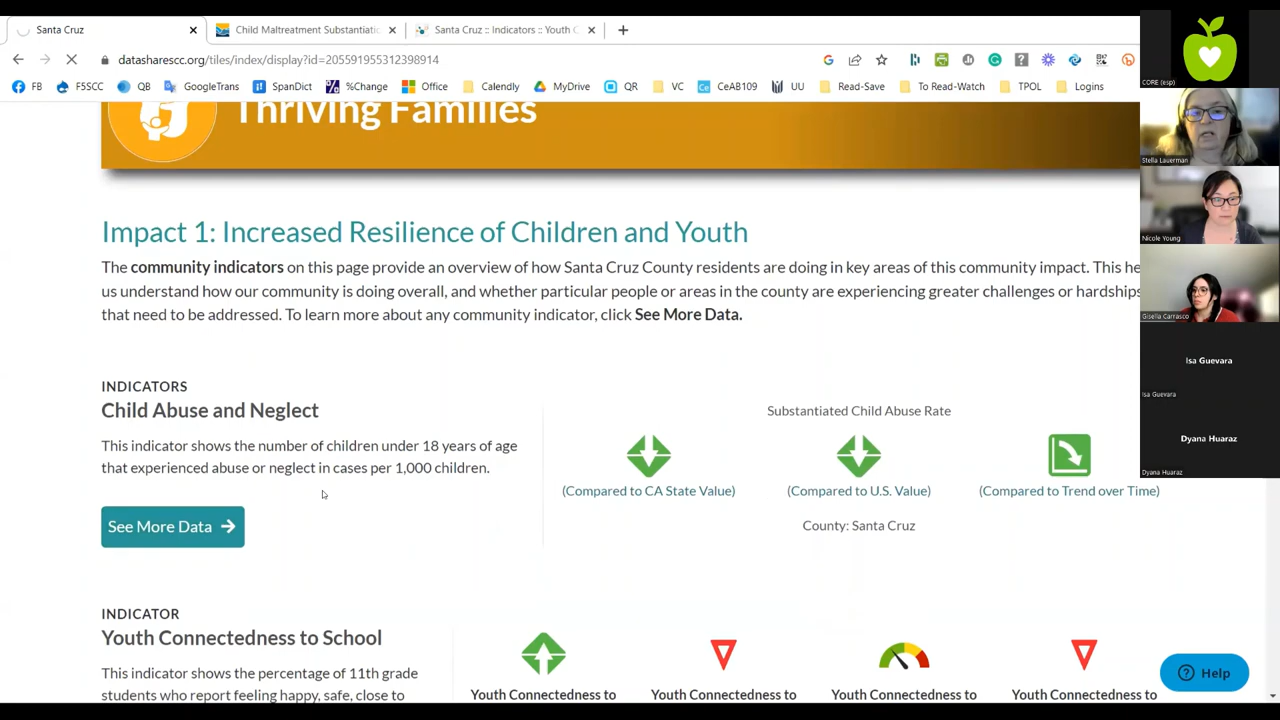 Santa Cruz
Child Maltreatment Substantiatic
Santa Cruz :: Indicators :: Youth C
datasharescc.org/tiles/index/display?id=205591955312398914
FB
F5SCC
QB
GoogleTrans
SpanDict
%Change
Office
Calendly
MyDrive
QR
VC
CeAB109
UU
Read-Save
To Read-Watch
TPOL
Logins
Thriving Families
Impact 1: Increased Resilience of Children and Youth
The community indicators on this page provide an overview of how Santa Cruz County residents are doing in key areas of this community impact. This he
us understand how our community is doing overall, and whether particular people or areas in the county are experiencing greater challenges or hardships
that need to be addressed. To learn more about any community indicator, click See More Data.
INDICATORS
Child Abuse and Neglect
This indicator shows the number of children under 18 years of age
that experienced abuse or neglect in cases per 1,000 children.
See More Data
Substantiated Child Abuse Rate
(Compared to CA State Value)
(Compared to U.S. Value)
(Compared to Trend over Time)
County: Santa Cruz
INDICATOR
Youth Connectedness to School
This indicator shows the percentage of 11th grade
students who report feeling happy, safe, close to
Youth Connectedness to
Youth Connectedness to
Youth Connectedness to
Youth Connectedness to
Help
CORE (esp)
Stella Lauerman
Nicole Young
Gisella Carrasco
Isa Guevara
Isa Guevara
Dyana Huaraz
Dyana Huaraz